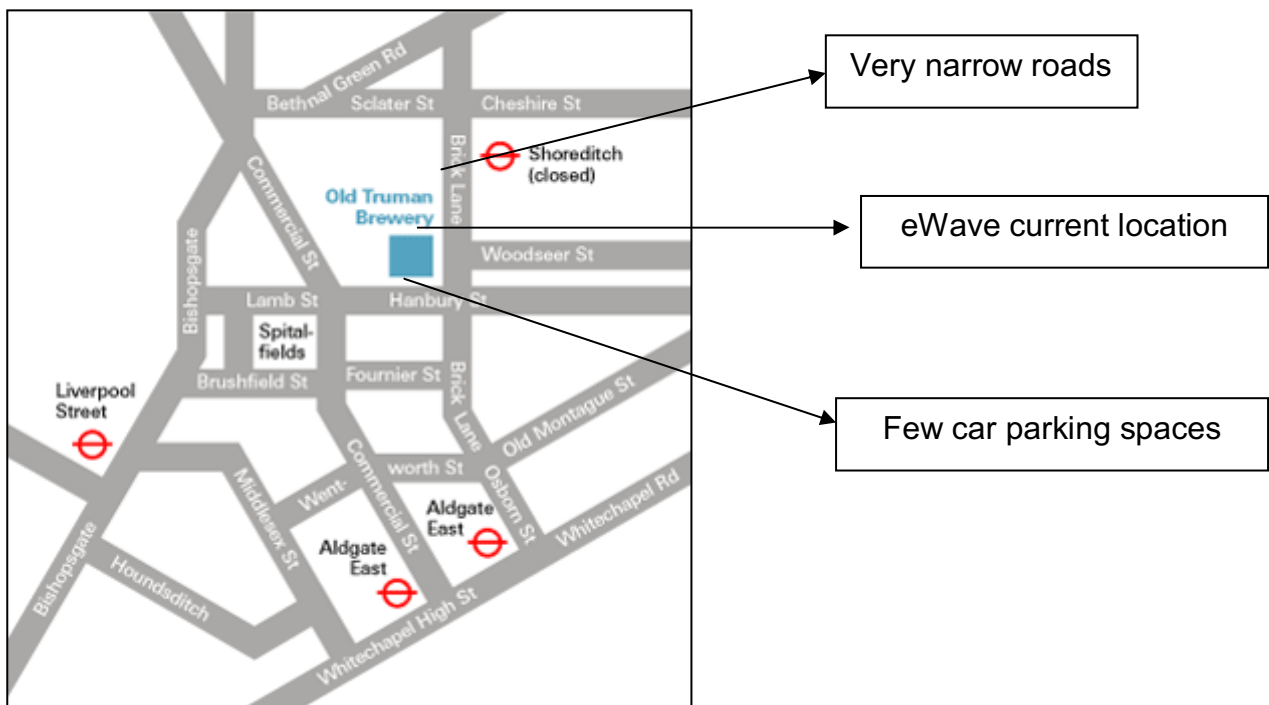 Bethnal Green Rd
Sclater St
Cheshire St
Very narrow roads
Brick Lane
Shoreditch
(closed)
Commercial St
Old Truman
Brewery
eWave current location
Woodseer St
Bishopsgate
Lamb St
Hanbury St
Spital-
fields
Brushfield St
Fournier St
Brick Lane
Liverpool
Street
Old Montague St
Few car parking spaces
Middlesex St
Went-
worth St
Commercial St
Osborn St
Whitechapel Rd
Aldgate
East
Aldgate
East
Bishopsgate
Houndsditch
Whitechapel High St